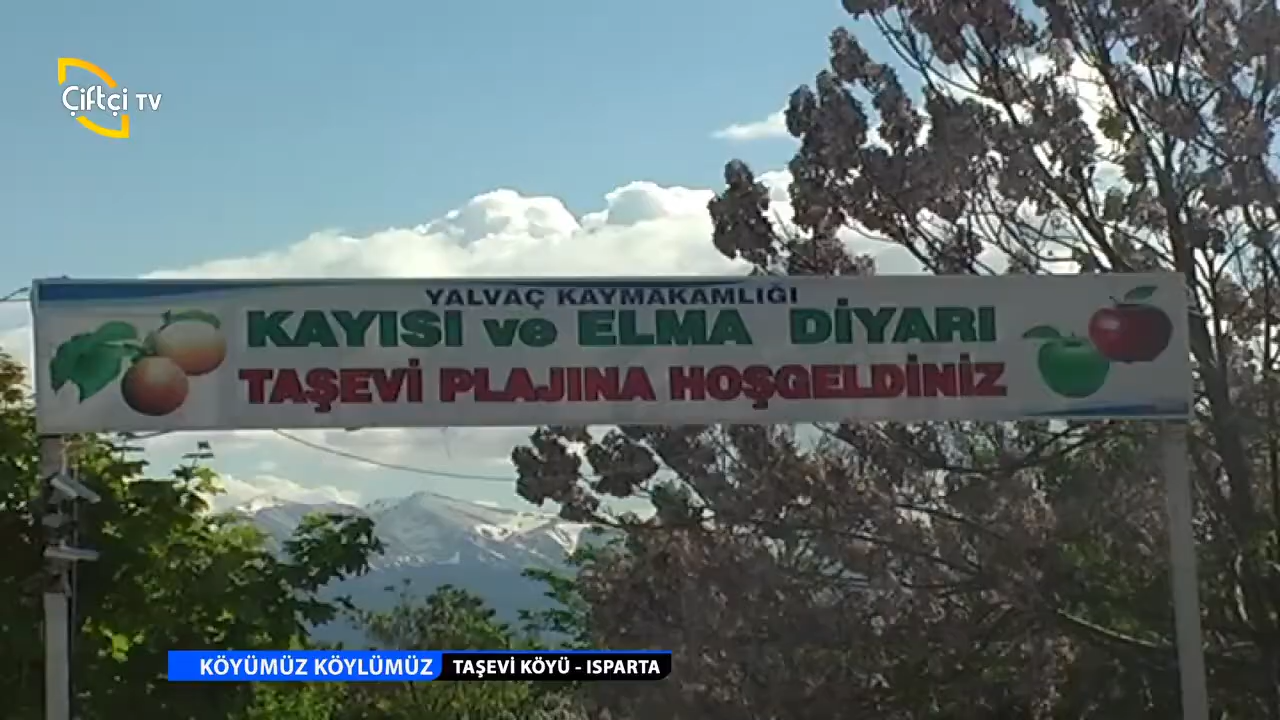 Çiftçi TV
YALVAÇ KAYMAKAMLIĞI
KAYISI ve ELMA DİYARI
TAŞEVİ PLAJINA HOŞGELDİNİZ
KÖYÜMÜZ KÖYLÜMÜZ TAŞEVİ KÖYÜ - ISPARTA